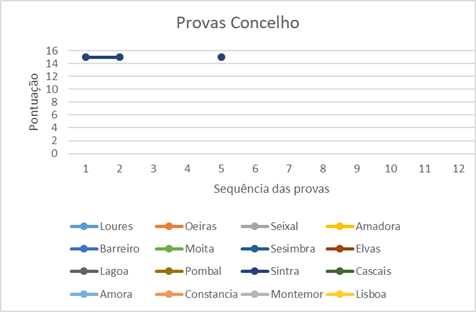 Provas Concelho
Pontuação
16
14
12
10
8
6
4
2
0
1 2 3 4 5 6 7 8 9 10 11 12
Sequência das provas
Loures Oeiras Seixal Amadora
Barreiro Moita Sesimbra Elvas
Lagoa Pombal Sintra Cascais
Amora Constancia Montemor Lisboa